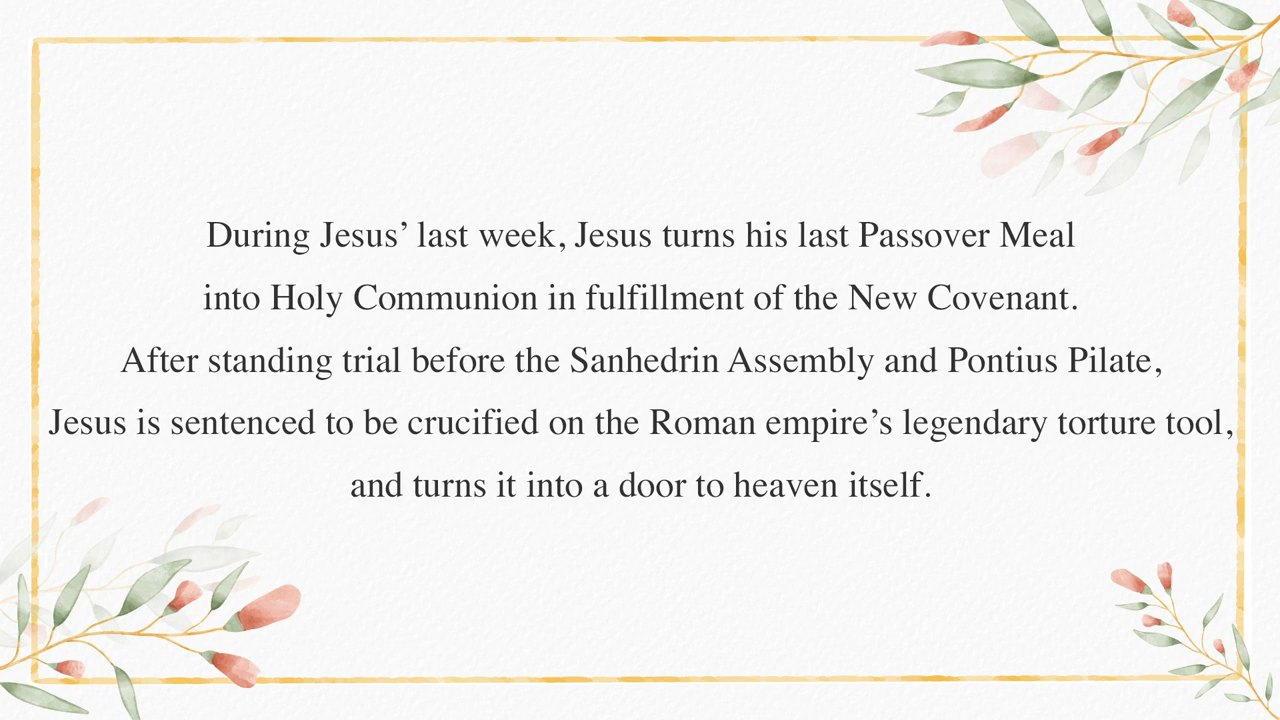 During Jesus’ last week, Jesus turns his last Passover Meal
into Holy Communion in fulfillment of the New Covenant.
After standing trial before the Sanhedrin Assembly and Pontius Pilate,
Jesus is sentenced to be crucified on the Roman empire’s legendary torture tool,
and turns it into a door to heaven itself.